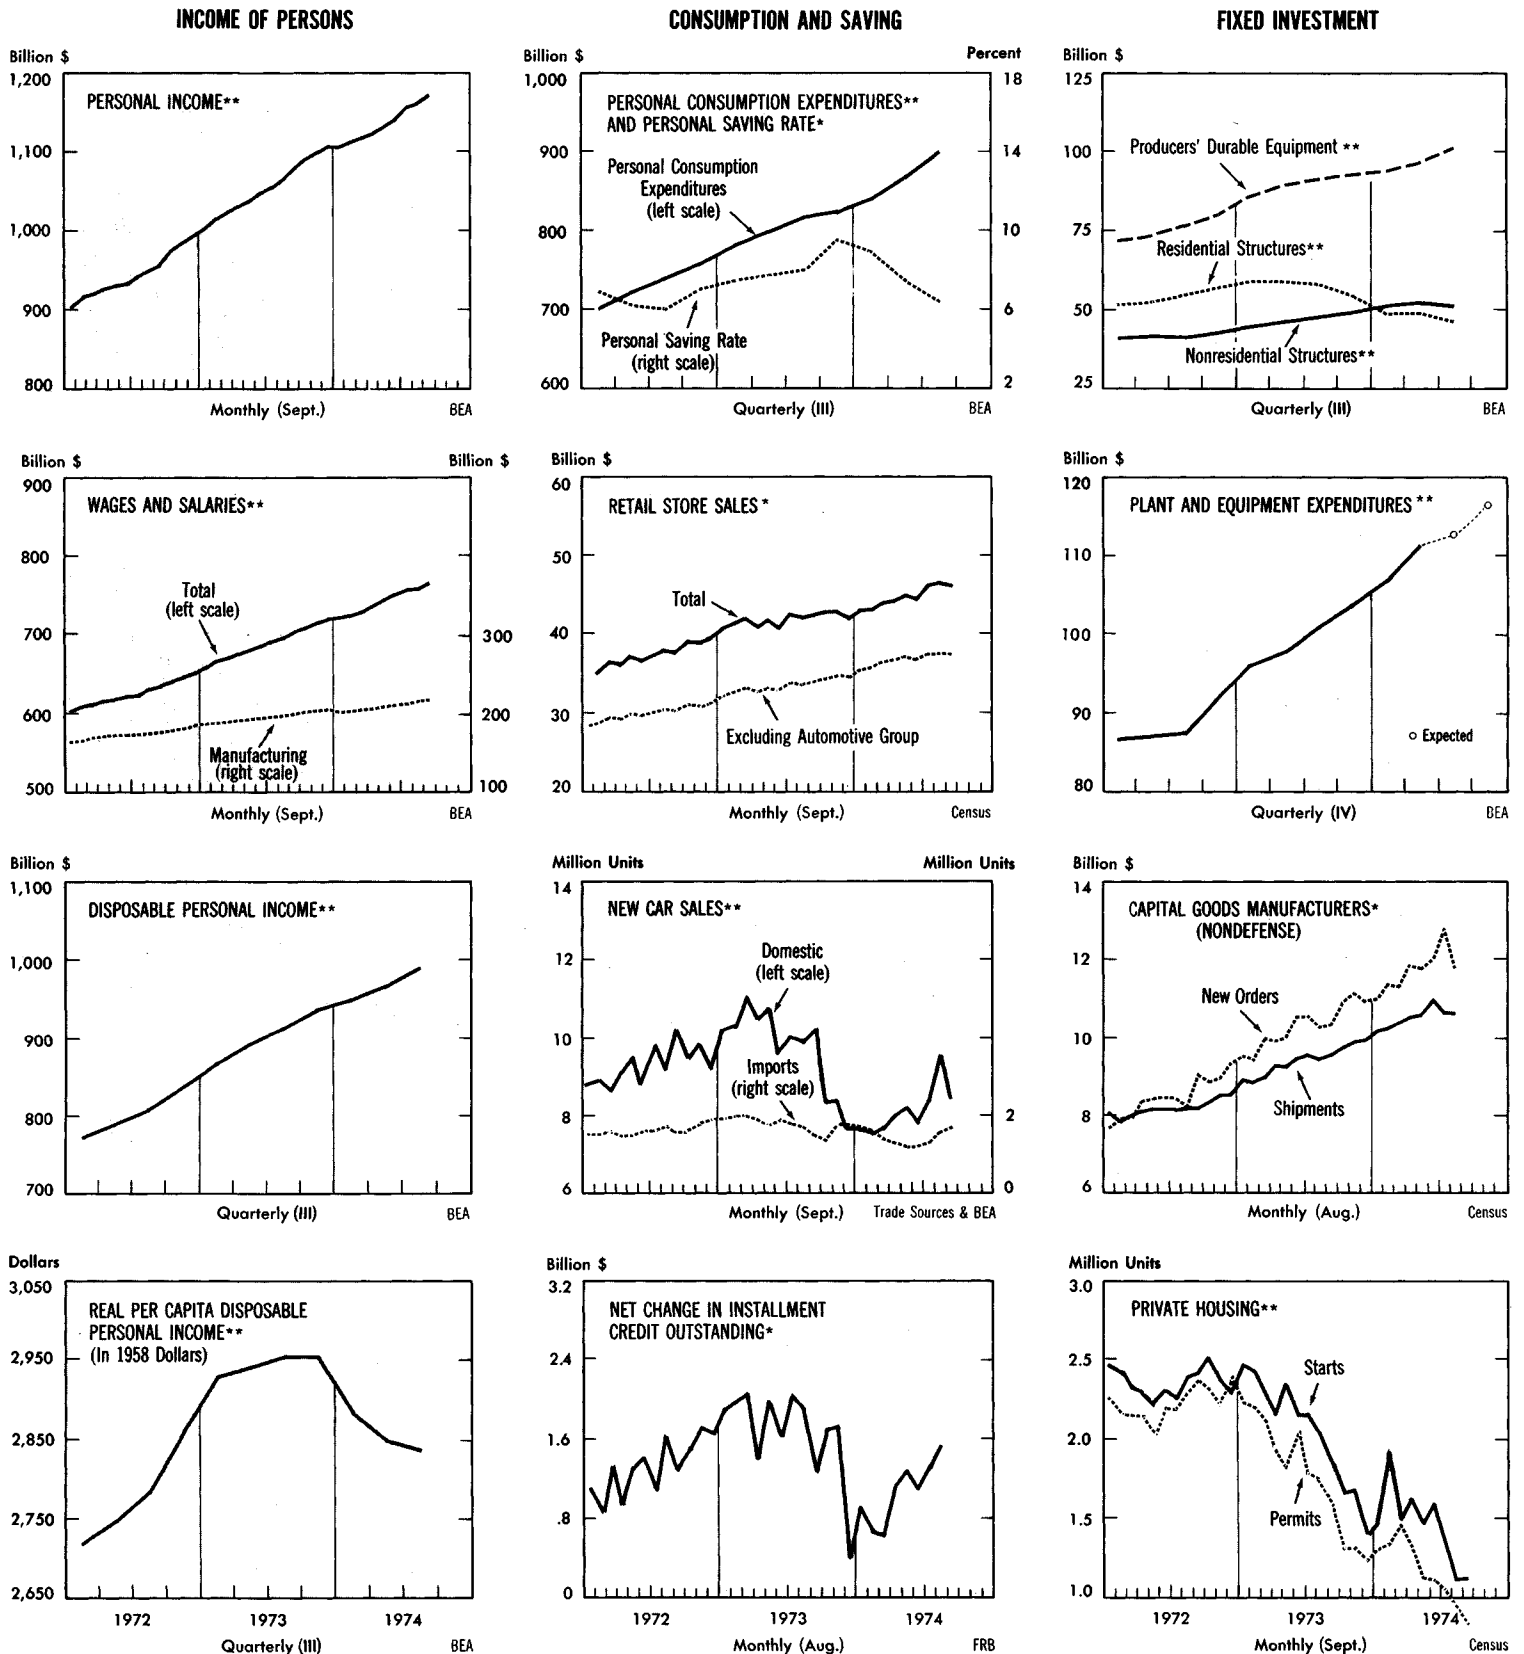 INCOME OF PERSONS
Billion $
1,200
1,100
1,000
900
800
PERSONAL INCOME**
Monthly (Sept.)
BEA
Billion $
Billion $
900
800
700
600
500
300
200
100
WAGES AND SALARIES**
Total
(left scale)
Manufacturing
(right scale)
Monthly (Sept.)
BEA
Billion $
1,100
1,000
900
800
700
DISPOSABLE PERSONAL INCOME**
Quarterly (III)
BEA
Dollars
3,050
2,950
2,850
2,750
2,650
REAL PER CAPITA DISPOSABLE
PERSONAL INCOME**
(In 1958 Dollars)
1972
1973
1974
Quarterly (III)
BEA
CONSUMPTION AND SAVING
Billion $
Percent
1,000
900
800
700
600
18
14
10
6
2
PERSONAL CONSUMPTION EXPENDITURES**
AND PERSONAL SAVING RATE*
Personal Consumption
Expenditures
(left scale)
Personal Saving Rate
(right scale)
Quarterly (III)
BEA
Billion $
60
50
40
30
20
RETAIL STORE SALES *
Total
Excluding Automotive Group
Monthly (Sept.)
Census
Million Units
Million Units
14
12
10
8
6
2
0
NEW CAR SALES**
Domestic
(left scale)
Imports
(right scale)
Monthly (Sept.)
Trade Sources & BEA
Billion $
3.2
2.4
1.6
.8
0
NET CHANGE IN INSTALLMENT
CREDIT OUTSTANDING*
1972
1973
1974
Monthly (Aug.)
FRB
FIXED INVESTMENT
Billion $
125
100
75
50
25
Producers' Durable Equipment **
Residential Structures**
Nonresidential Structures**
Quarterly (III)
BEA
Billion $
120
110
100
90
80
PLANT AND EQUIPMENT EXPENDITURES **
Expected
Quarterly (IV)
BEA
Billion $
14
12
10
8
6
CAPITAL GOODS MANUFACTURERS*
(NONDEFENSE)
New Orders
Shipments
Monthly (Aug.)
Census
Million Units
3.0
2.5
2.0
1.5
1.0
PRIVATE HOUSING**
Starts
Permits
1972
1973
1974
Monthly (Sept.)
Census